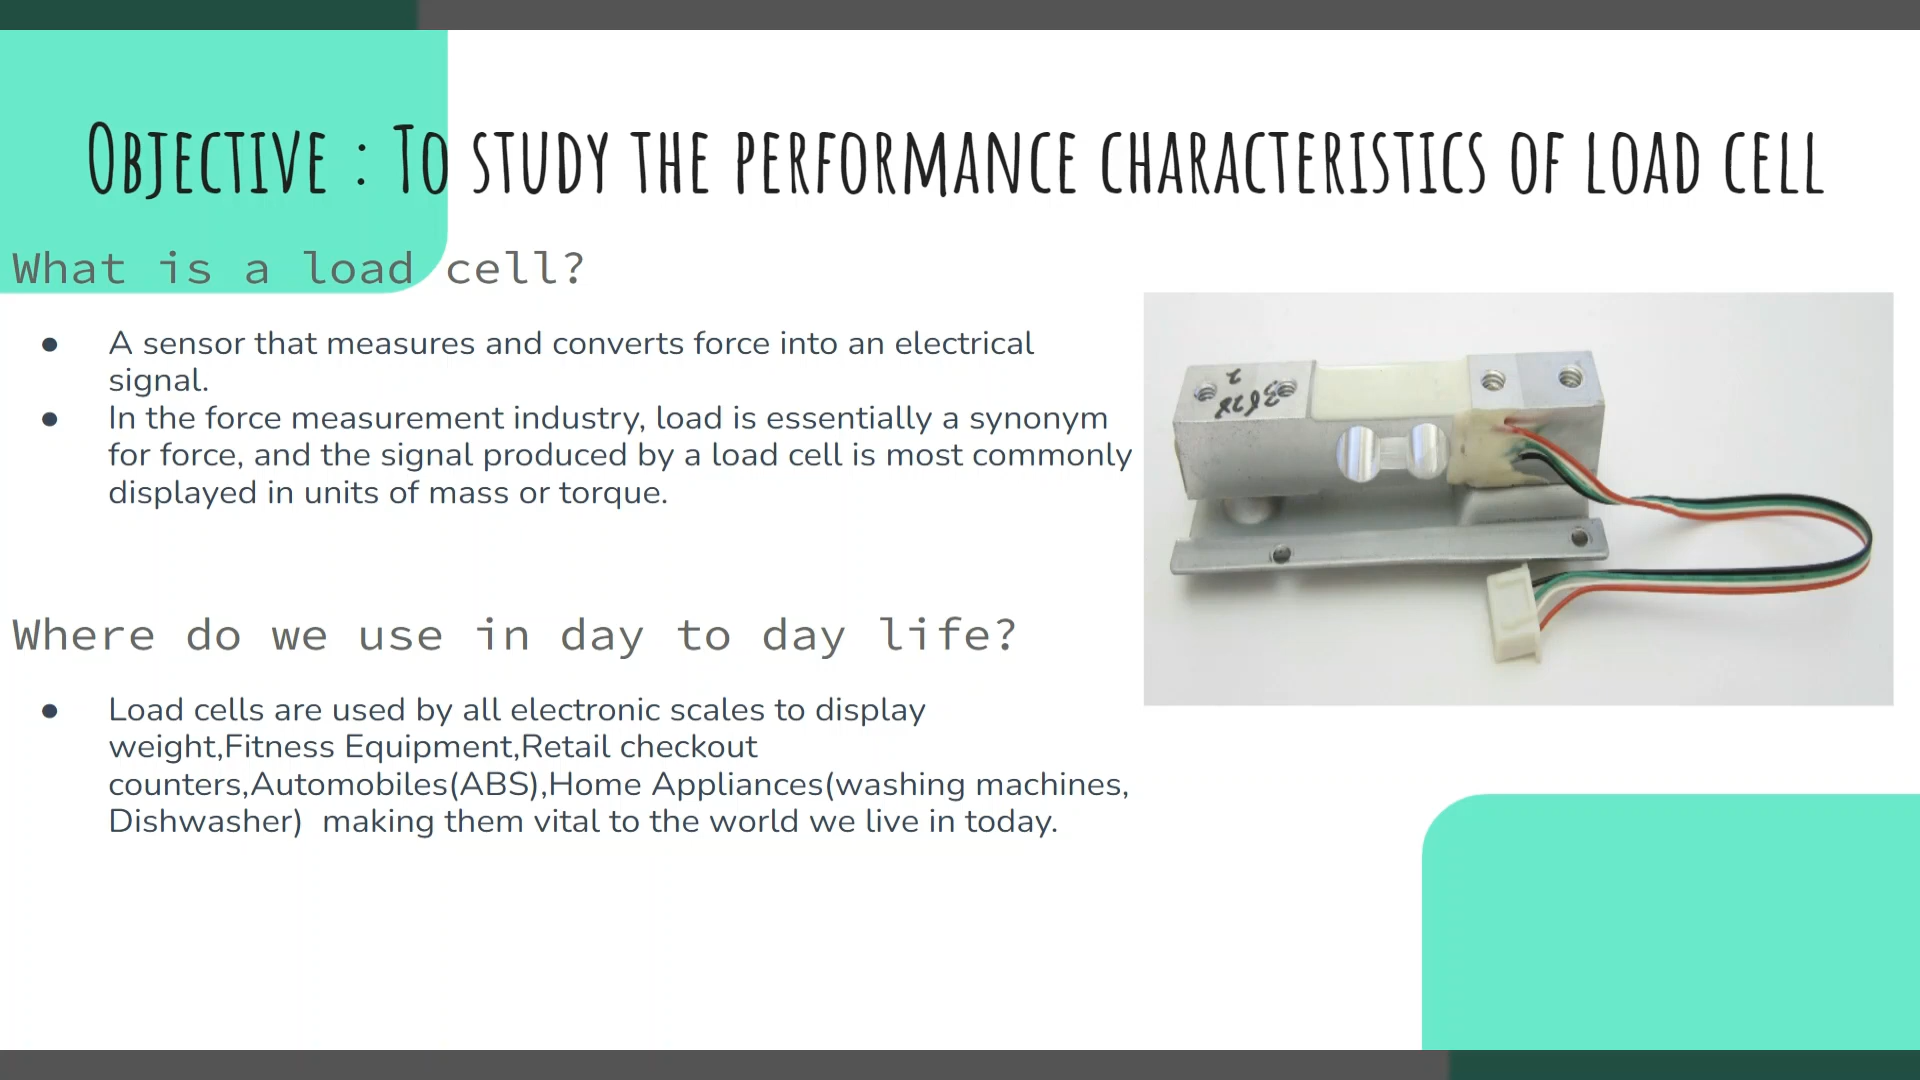 Objective : To study the performance characteristics of load cell
What is a load cell?
● A sensor that measures and converts force into an electrical
signal.
● In the force measurement industry, load is essentially a synonym
for force, and the signal produced by a load cell is most commonly
displayed in units of mass or torque.
Where do we use in day to day life?
● Load cells are used by all electronic scales to display
weight,Fitness Equipment,Retail checkout
counters,Automobiles(ABS),Home Appliances(washing machines,
Dishwasher)  making them vital to the world we live in today.